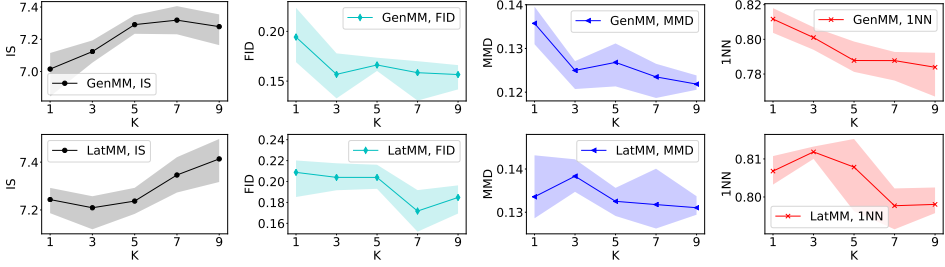 7.4
7.2
7.0
IS
GenMM, IS
1 3 5 7 9
K
0.20
0.15
FID
GenMM, FID
1 3 5 7 9
K
0.14
0.13
0.12
MMD
GenMM, MMD
1 3 5 7 9
K
0.82
0.80
0.78
1NN
GenMM, 1NN
1 3 5 7 9
K
7.4
7.2
IS
LatMM, IS
1 3 5 7 9
K
0.24
0.22
0.20
0.18
0.16
FID
LatMM, FID
1 3 5 7 9
K
0.14
0.13
MMD
LatMM, MMD
1 3 5 7 9
K
0.81
0.80
1NN
LatMM, 1NN
1 3 5 7 9
K